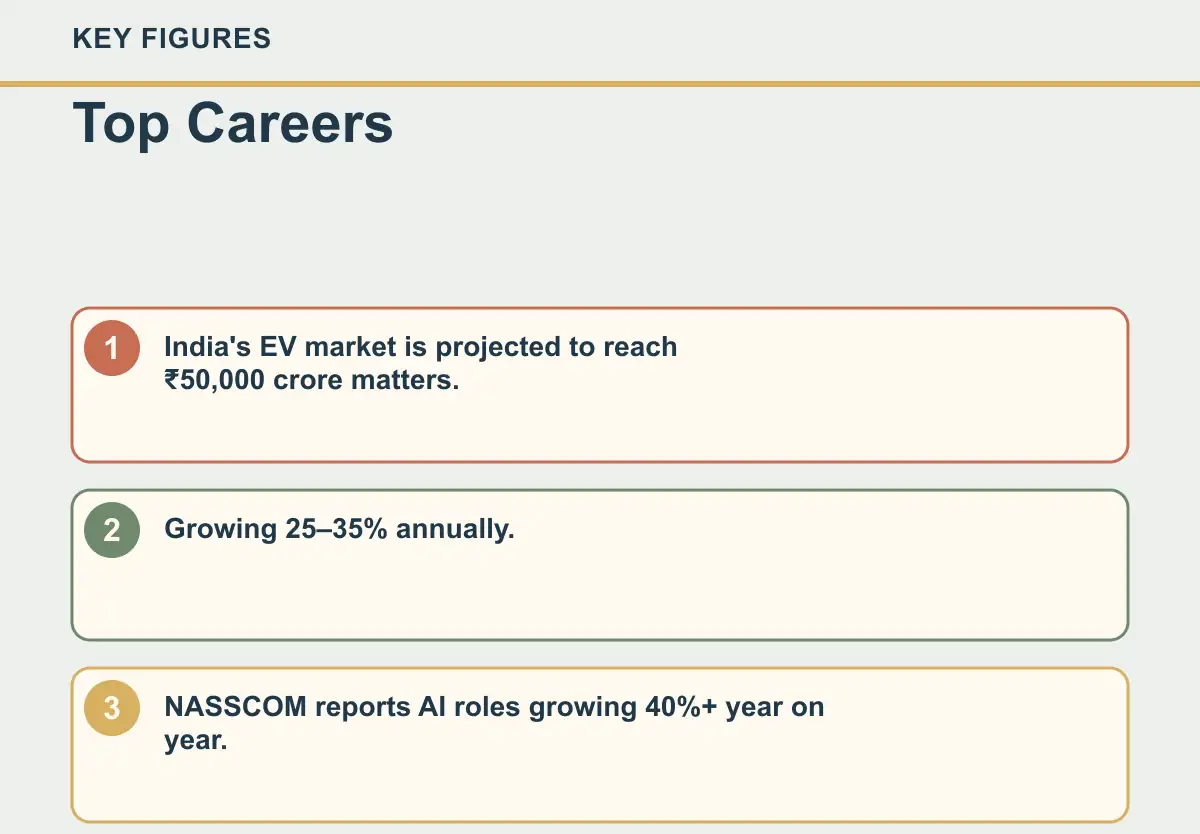 KEY FIGURES
Top Careers
1
India's EV market is projected to reach
₹50,000 crore matters.
2
Growing 25–35% annually.
3
NASSCOM reports AI roles growing 40%+ year on
year.